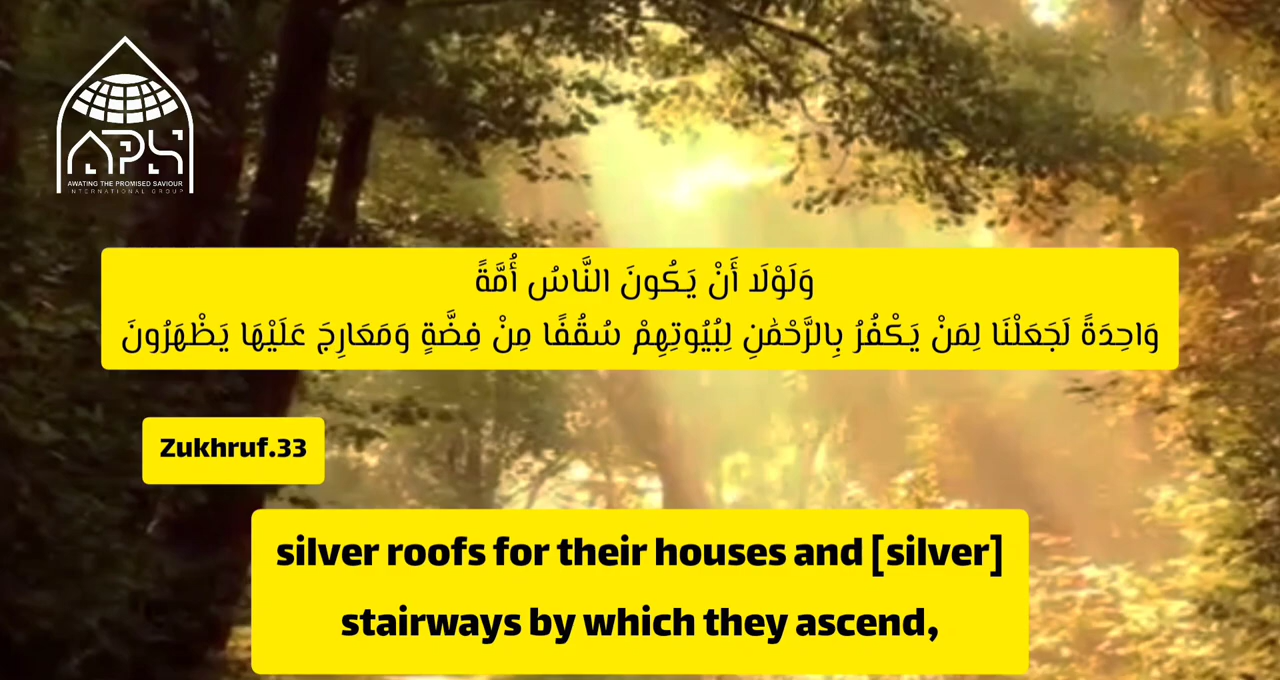 APS
AWATING THE PROMISED SAVIOUR
INTERNATIONAL GROUP
وَلَوْلَا أَنْ يَكُونَ النَّاسُ أُمَّةً
وَاحِدَةً لَجَعَلْنَا لِمَنْ يَكْفُرُ بِالرَّحْمَٰنِ لِبُيُوتِهِمْ سُقُفًا مِنْ فِضَّةٍ وَمَعَارِجَ عَلَيْهَا يَظْهَرُونَ
Zukhruf.33
silver roofs for their houses and [silver]
stairways by which they ascend,